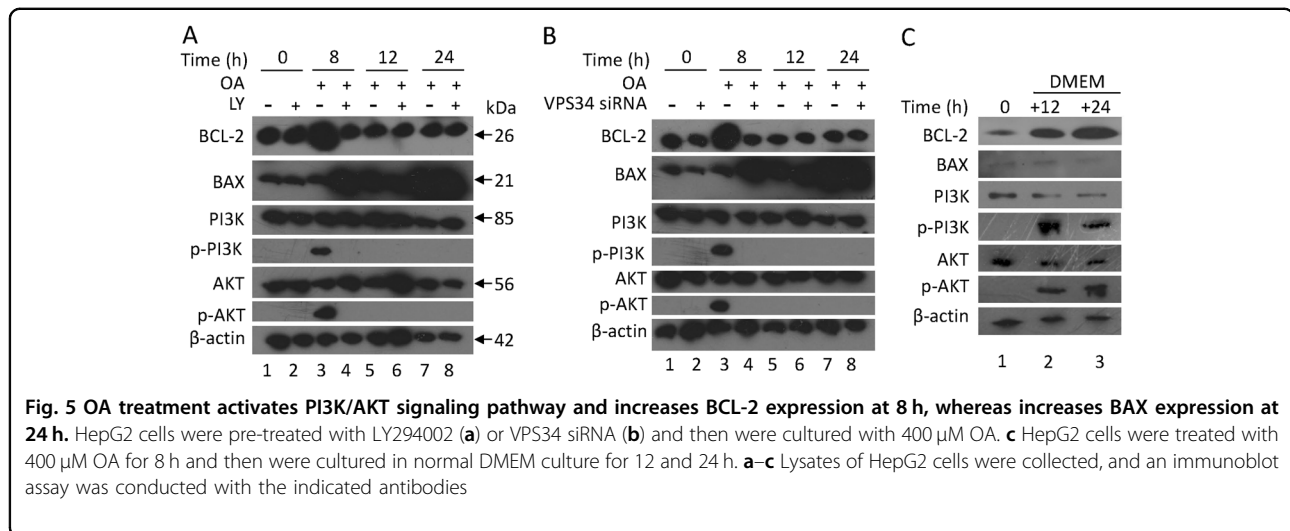 A
Time (h) 0 8 12 24
OA + + + + + +
LY - + - + - + - + kDa
BCL-2 ←26
BAX ←21
PI3K ←85
p-PI3K
AKT ←56
p-AKT
β-actin ←42
1 2 3 4 5 6 7 8
B
Time (h) 0 8 12 24
OA + + + + + +
VPS34 siRNA - + - + - + - +
BCL-2
BAX
PI3K
p-PI3K
AKT
p-AKT
β-actin
1 2 3 4 5 6 7 8
C
DMEM
Time (h) 0 +12 +24
BCL-2
BAX
PI3K
p-PI3K
AKT
p-AKT
β-actin
1 2 3
Fig. 5 OA treatment activates PI3K/AKT signaling pathway and increases BCL-2 expression at 8 h, whereas increases BAX expression at
24 h. HepG2 cells were pre-treated with LY294002 (a) or VPS34 siRNA (b) and then were cultured with 400 μM OA. c HepG2 cells were treated with
400 μM OA for 8 h and then were cultured in normal DMEM culture for 12 and 24 h. a–c Lysates of HepG2 cells were collected, and an immunoblot
assay was conducted with the indicated antibodies